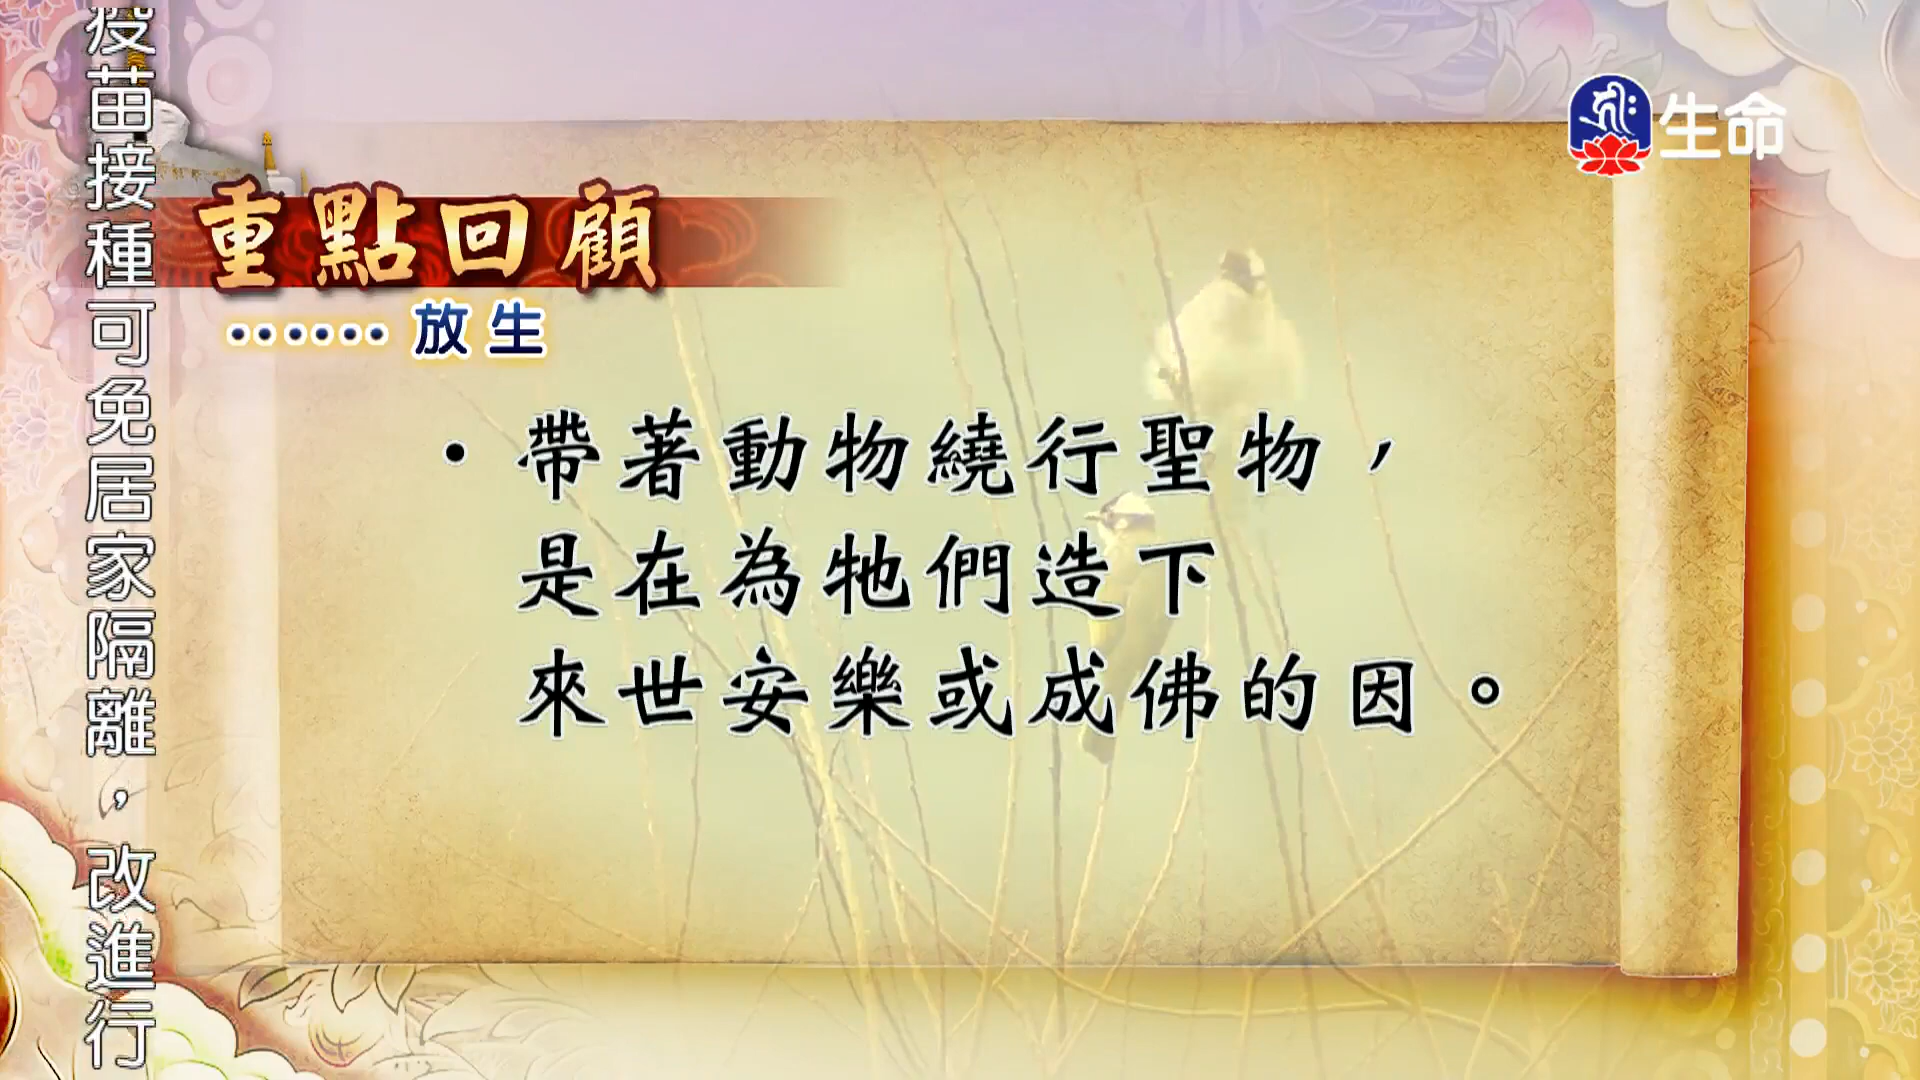 疫苗接種可免居家隔離，改進行
生命
重點回顧
……放生
·帶著動物繞行聖物，
是在為牠們造下
來世安樂或成佛的因。